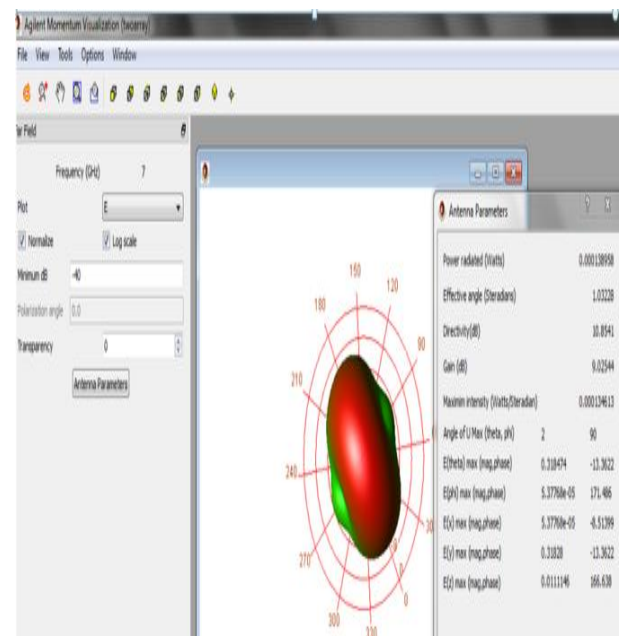 Agilent Momentum Visualization (twoarray)
File View Tools Options Window
Far Field
Frequency (GHz) 7
Plot E
Normalize Log scale
Minimum dB -40
Polarization angle 0.0
Transparency 0
Antenna Parameters
150
120
180
90
210
240
30
270
0
300
330
Antenna Parameters
Power radiated (Watts) 0.000138958
Effective angle (Steradians) 1.03228
Directivity(dB) 10.8541
Gain (dB) 9.02544
Maximim intensity (Watts/Steradian) 0.000134613
Angle of U Max (theta, phi) 2 90
E(theta) max (mag,phase) 0.318474 -13.3622
E(phi) max (mag,phase) 5.37768e-05 171.486
E(x) max (mag,phase) 5.37768e-05 -8.51399
E(y) max (mag,phase) 0.31828 -13.3622
E(z) max (mag,phase) 0.0111146 166.638